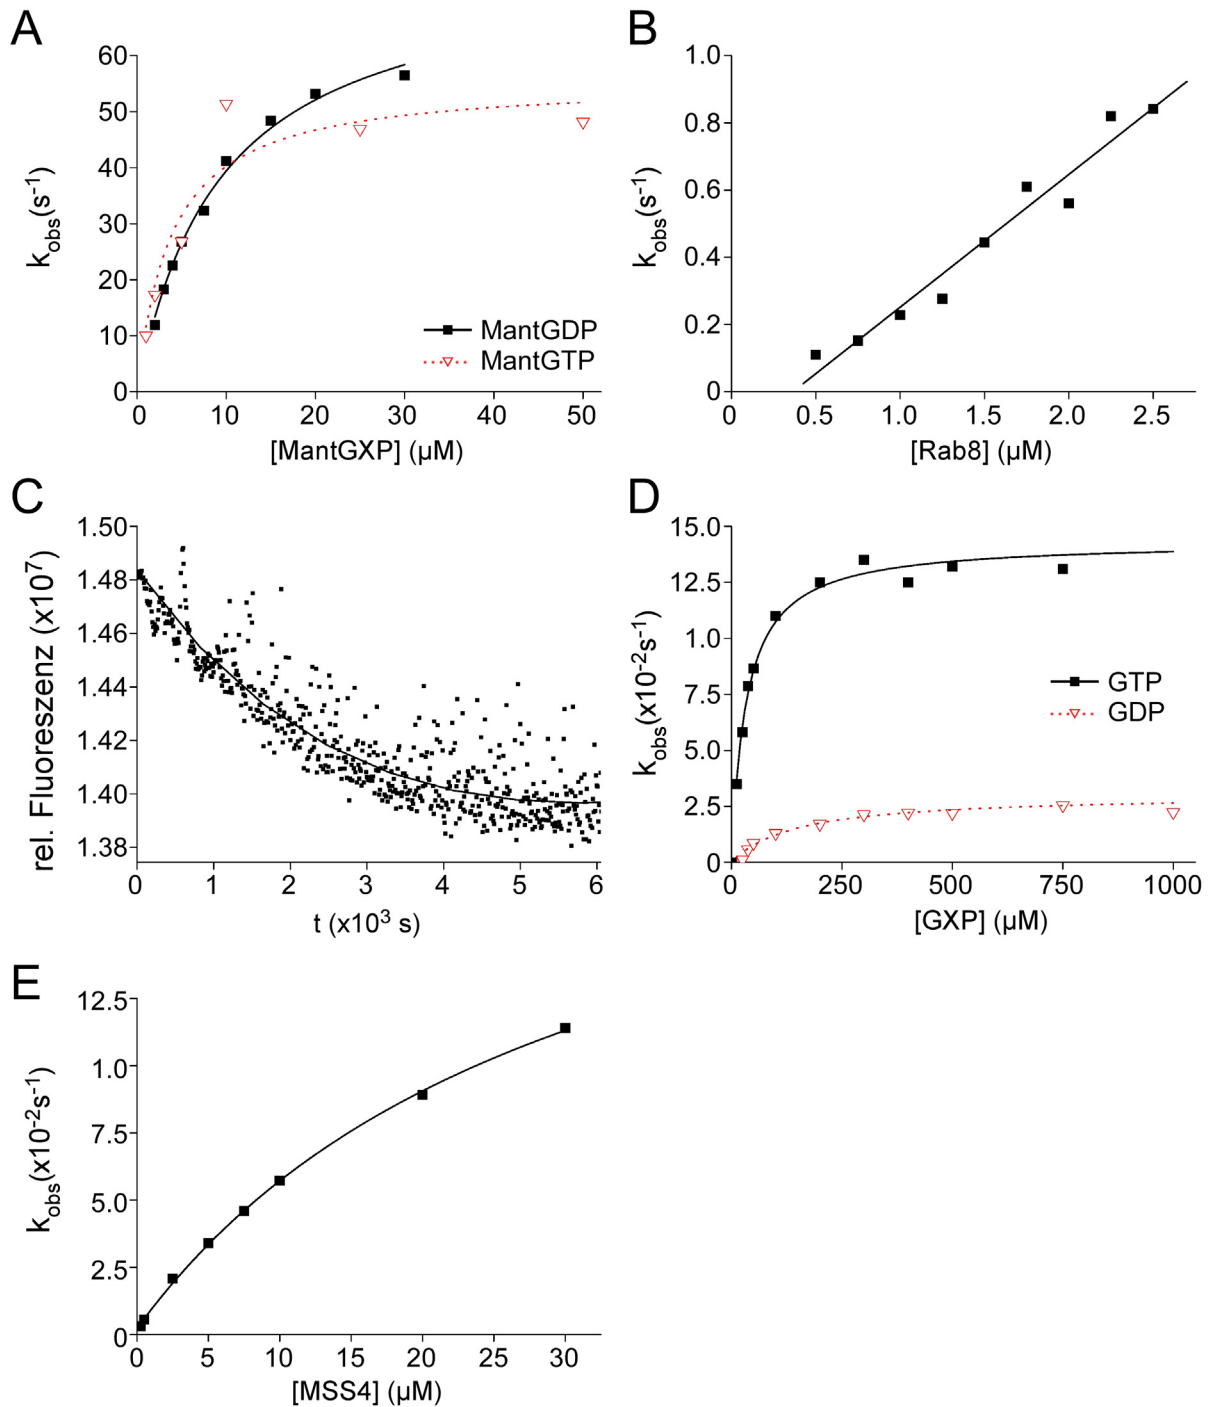 A
60
50
40
30
20
10
0
k_obs(s⁻¹)
MantGDP
MantGTP
0 10 20 30 40 50
[MantGXP] (µM)
B
1.0
0.8
0.6
0.4
0.2
0
k_obs(s⁻¹)
0 0.5 1.0 1.5 2.0 2.5
[Rab8] (µM)
C
1.50
1.48
1.46
1.44
1.42
1.40
1.38
rel. Fluoreszenz (x10⁷)
0 1 2 3 4 5 6
t (x10³ s)
D
15.0
12.5
1.0
7.5
5.0
2.5
0
k_obs(x10⁻²s⁻¹)
GTP
GDP
0 250 500 750 1000
[GXP] (µM)
E
12.5
1.0
7.5
5.0
2.5
0
k_obs(x10⁻²s⁻¹)
0 5 10 15 20 25 30
[MSS4] (µM)